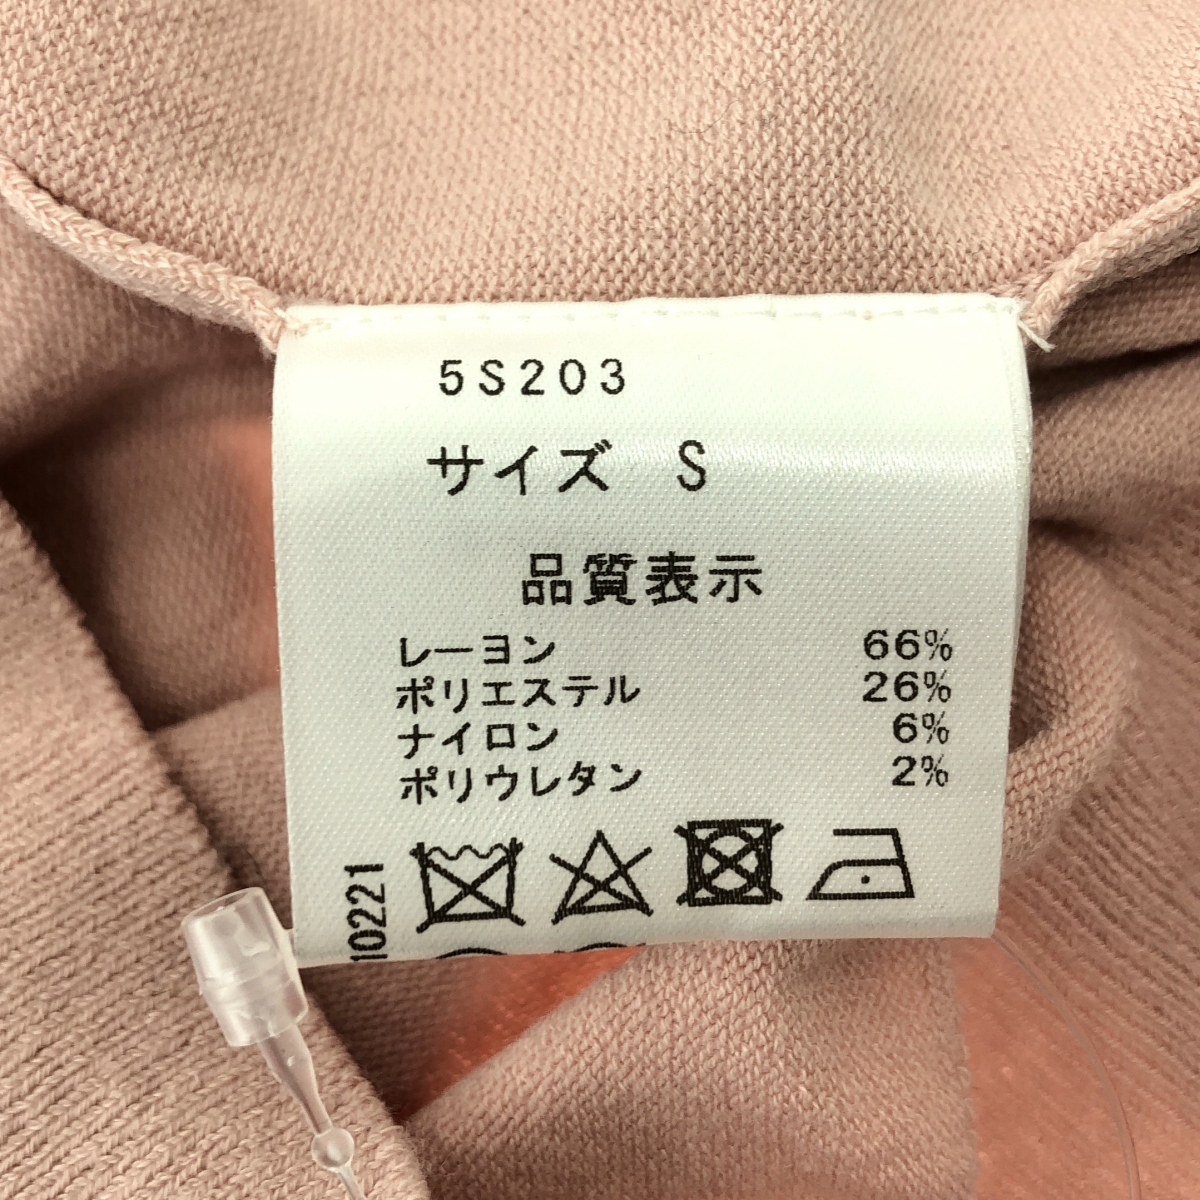 5S203
サイズ S
品質表示
レーヨン 66%
ポリエステル 26%
ナイロン 6%
ポリウレタン 2%
10221